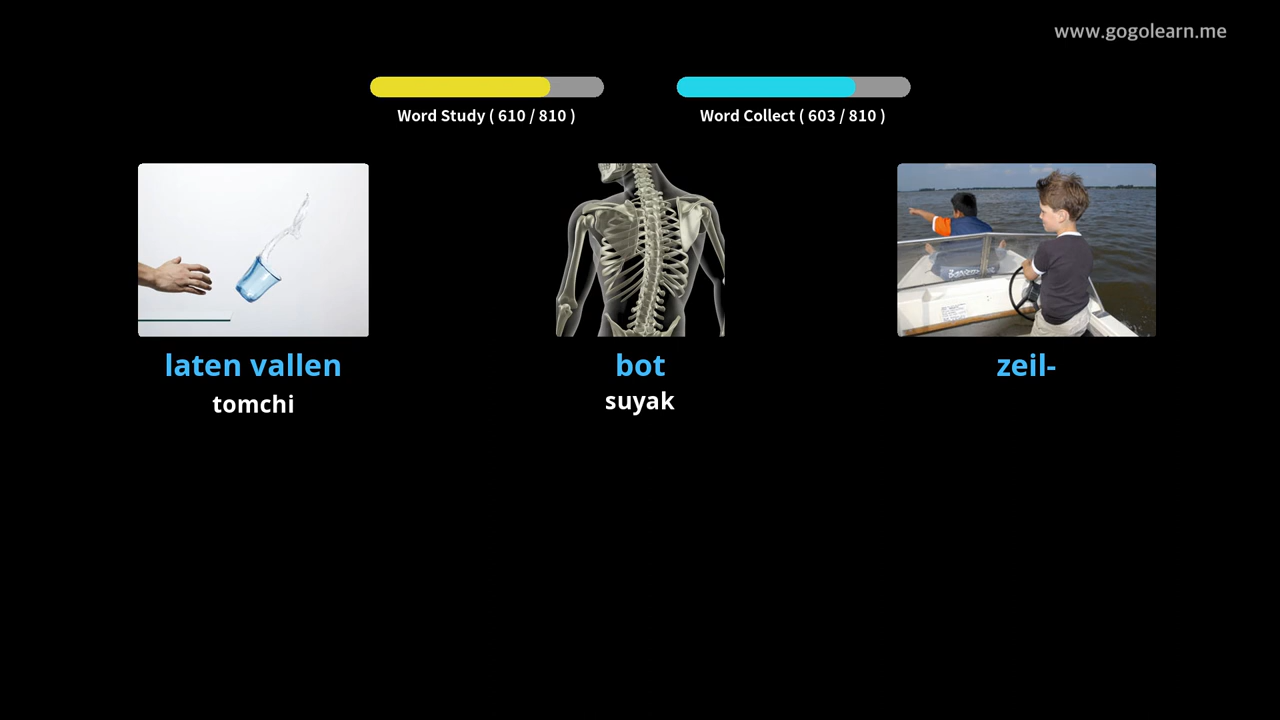 www.gogolearn.me
Word Study ( 610 / 810 )
Word Collect ( 603 / 810 )
laten vallen
tomchi
bot
suyak
zeil-